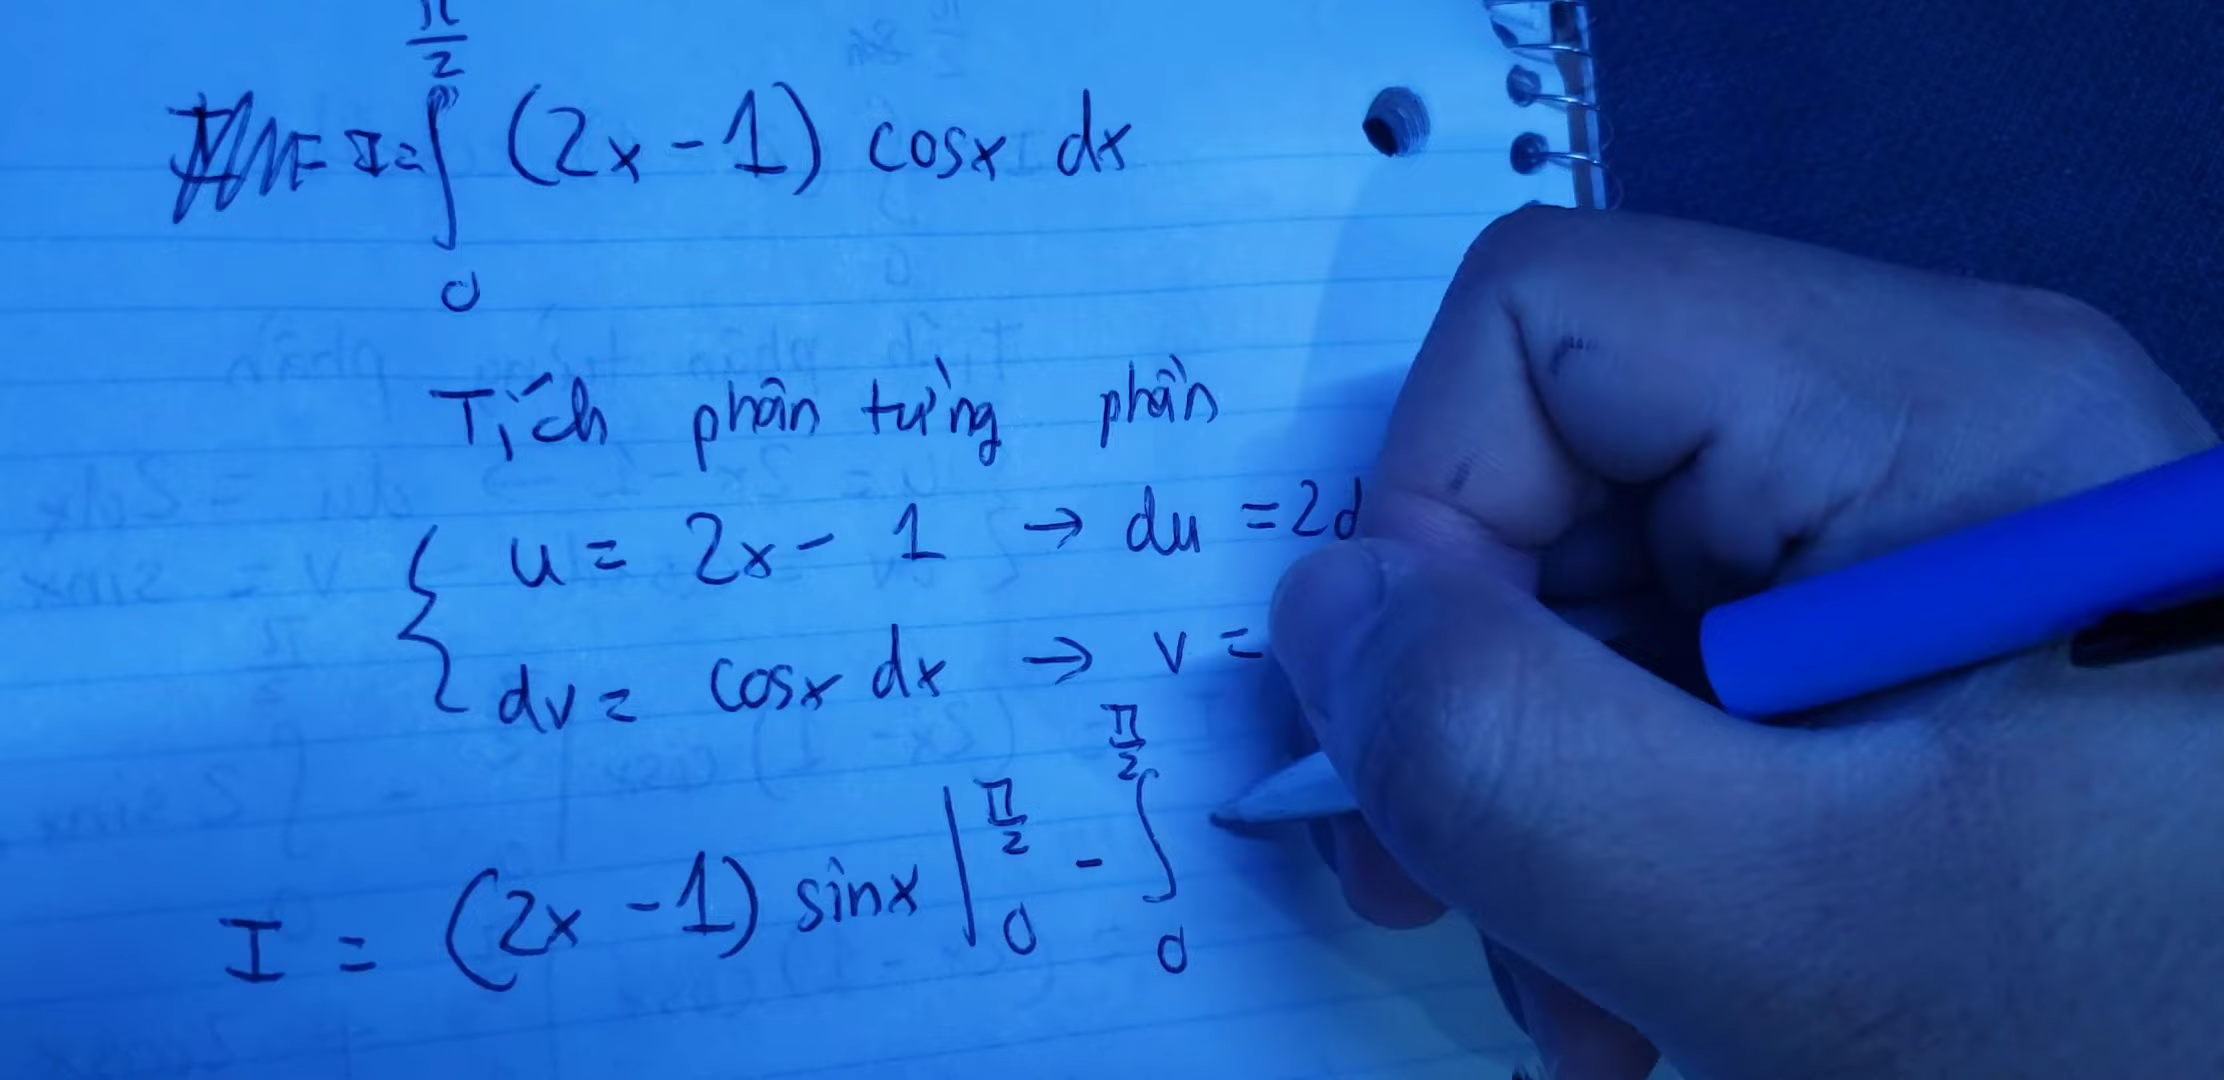 I = ∫₀^(π/2) (2x - 1) cosx dx
Tích phân từng phần
{ u = 2x - 1 → du = 2d
dv = cosx dx → v =
I = (2x - 1) sinx |₀^(π/2) - ∫₀^(π/2)